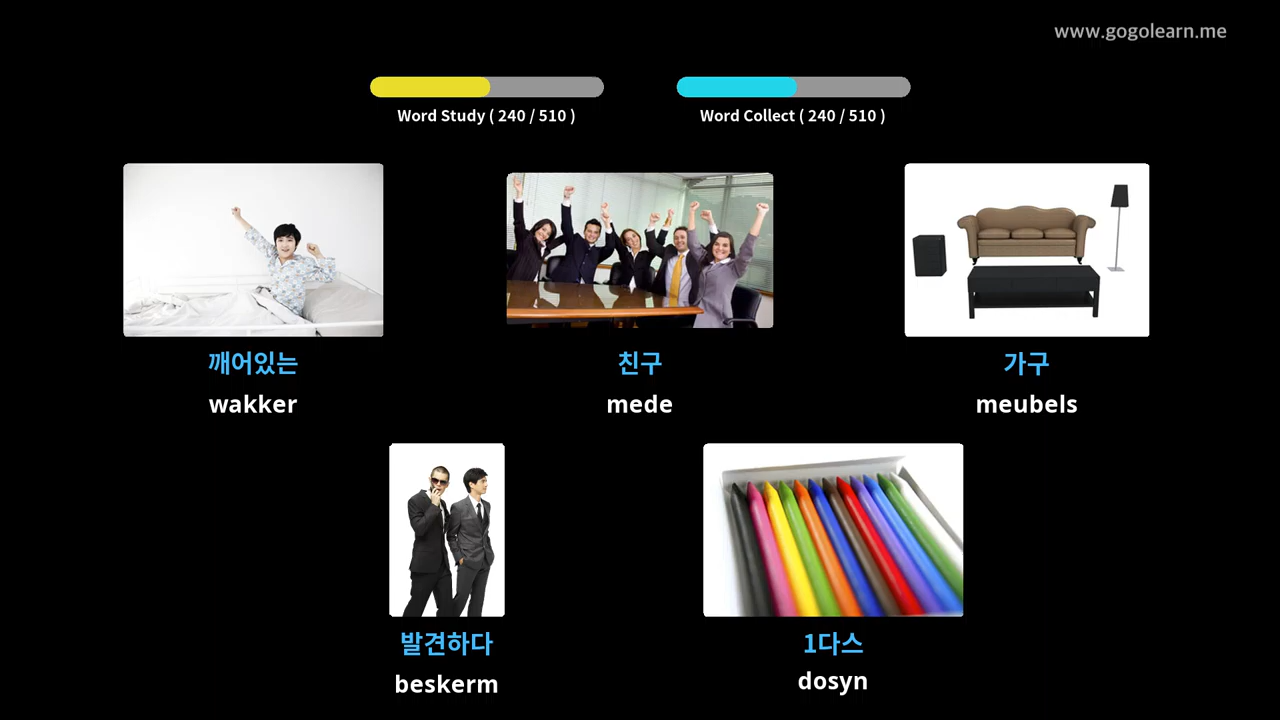 www.gogolearn.me
Word Study ( 240 / 510 )
Word Collect ( 240 / 510 )
깨어있는
wakker
친구
mede
가구
meubels
발견하다
beskerm
1다스
dosyn